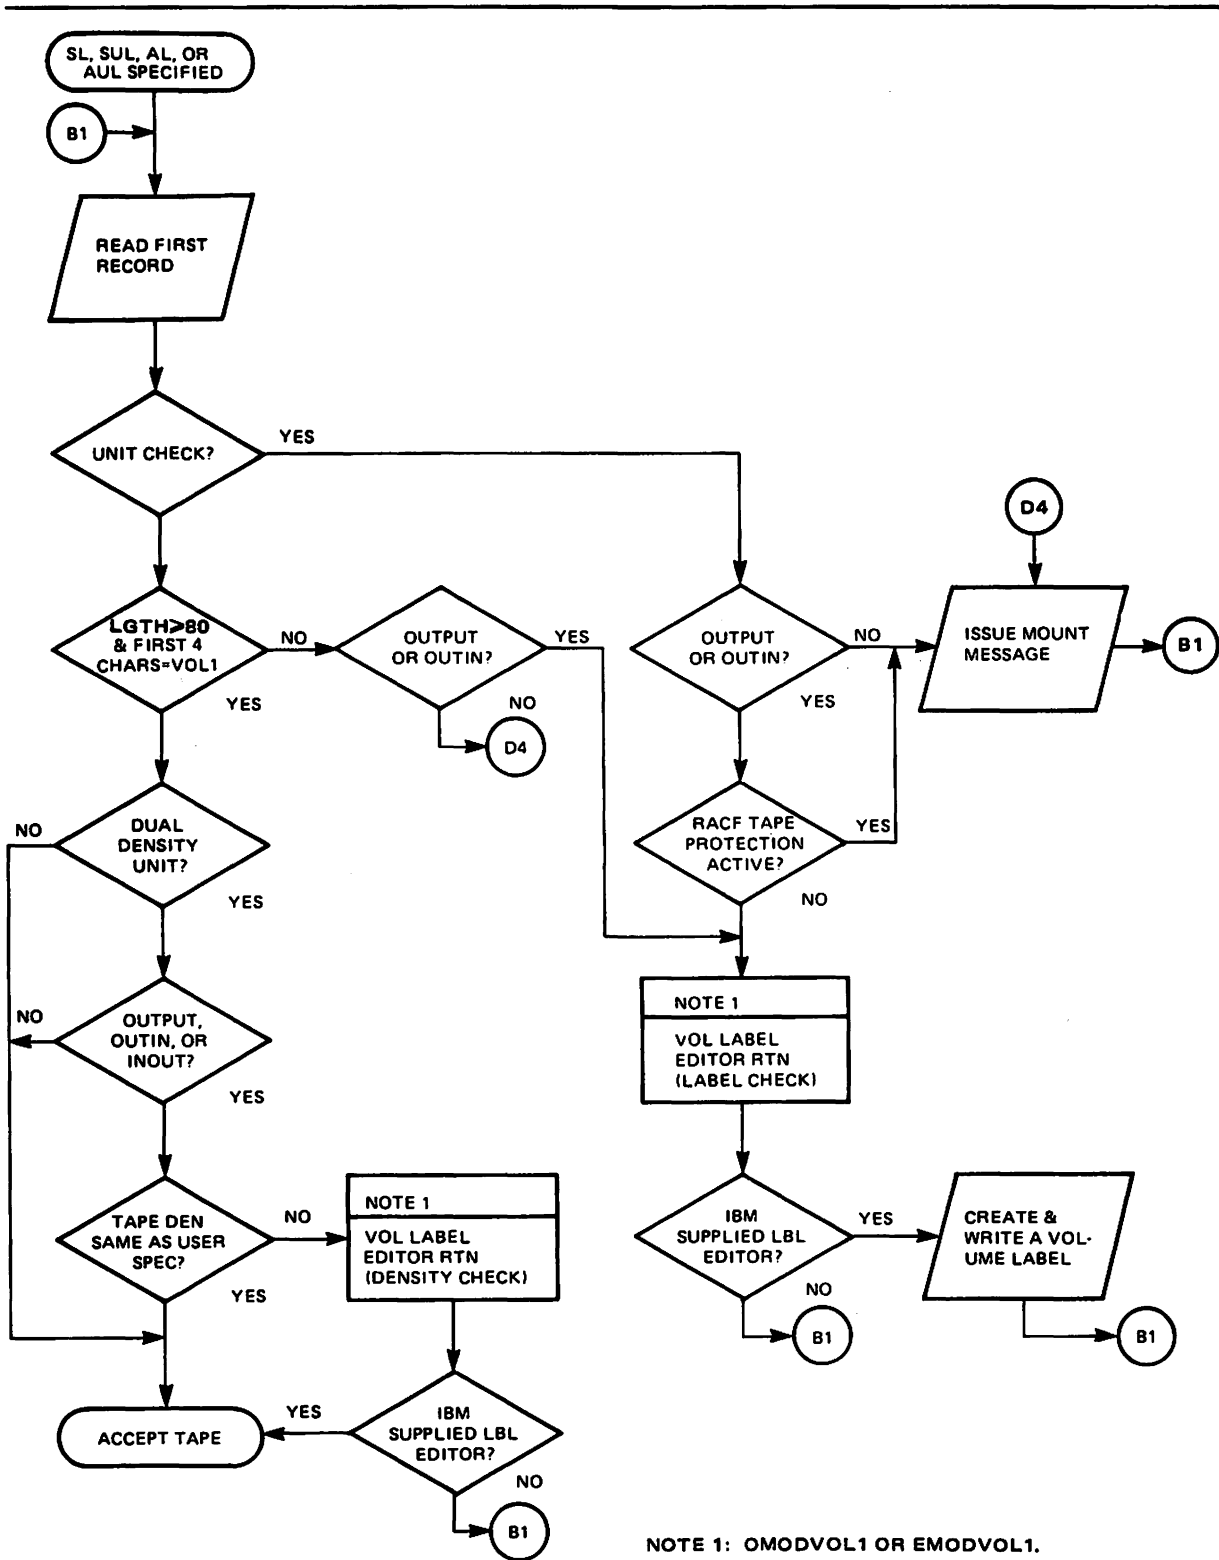 SL, SUL, AL, OR
AUL SPECIFIED
B1
READ FIRST
RECORD
UNIT CHECK?
YES
D4
LGTH≥80
& FIRST 4
CHARS=VOL1
NO
YES
OUTPUT
OR OUTIN?
YES
NO
D4
OUTPUT
OR OUTIN?
NO
YES
ISSUE MOUNT
MESSAGE
B1
NO
DUAL
DENSITY
UNIT?
YES
RACF TAPE
PROTECTION
ACTIVE?
YES
NO
NO
OUTPUT,
OUTIN, OR
INOUT?
YES
NOTE 1
VOL LABEL
EDITOR RTN
(LABEL CHECK)
TAPE DEN
SAME AS USER
SPEC?
NO
YES
NOTE 1
VOL LABEL
EDITOR RTN
(DENSITY CHECK)
IBM
SUPPLIED LBL
EDITOR?
YES
NO
B1
CREATE &
WRITE A VOL-
UME LABEL
B1
ACCEPT TAPE
YES
IBM
SUPPLIED LBL
EDITOR?
NO
B1
NOTE 1: OMODVOL1 OR EMODVOL1.